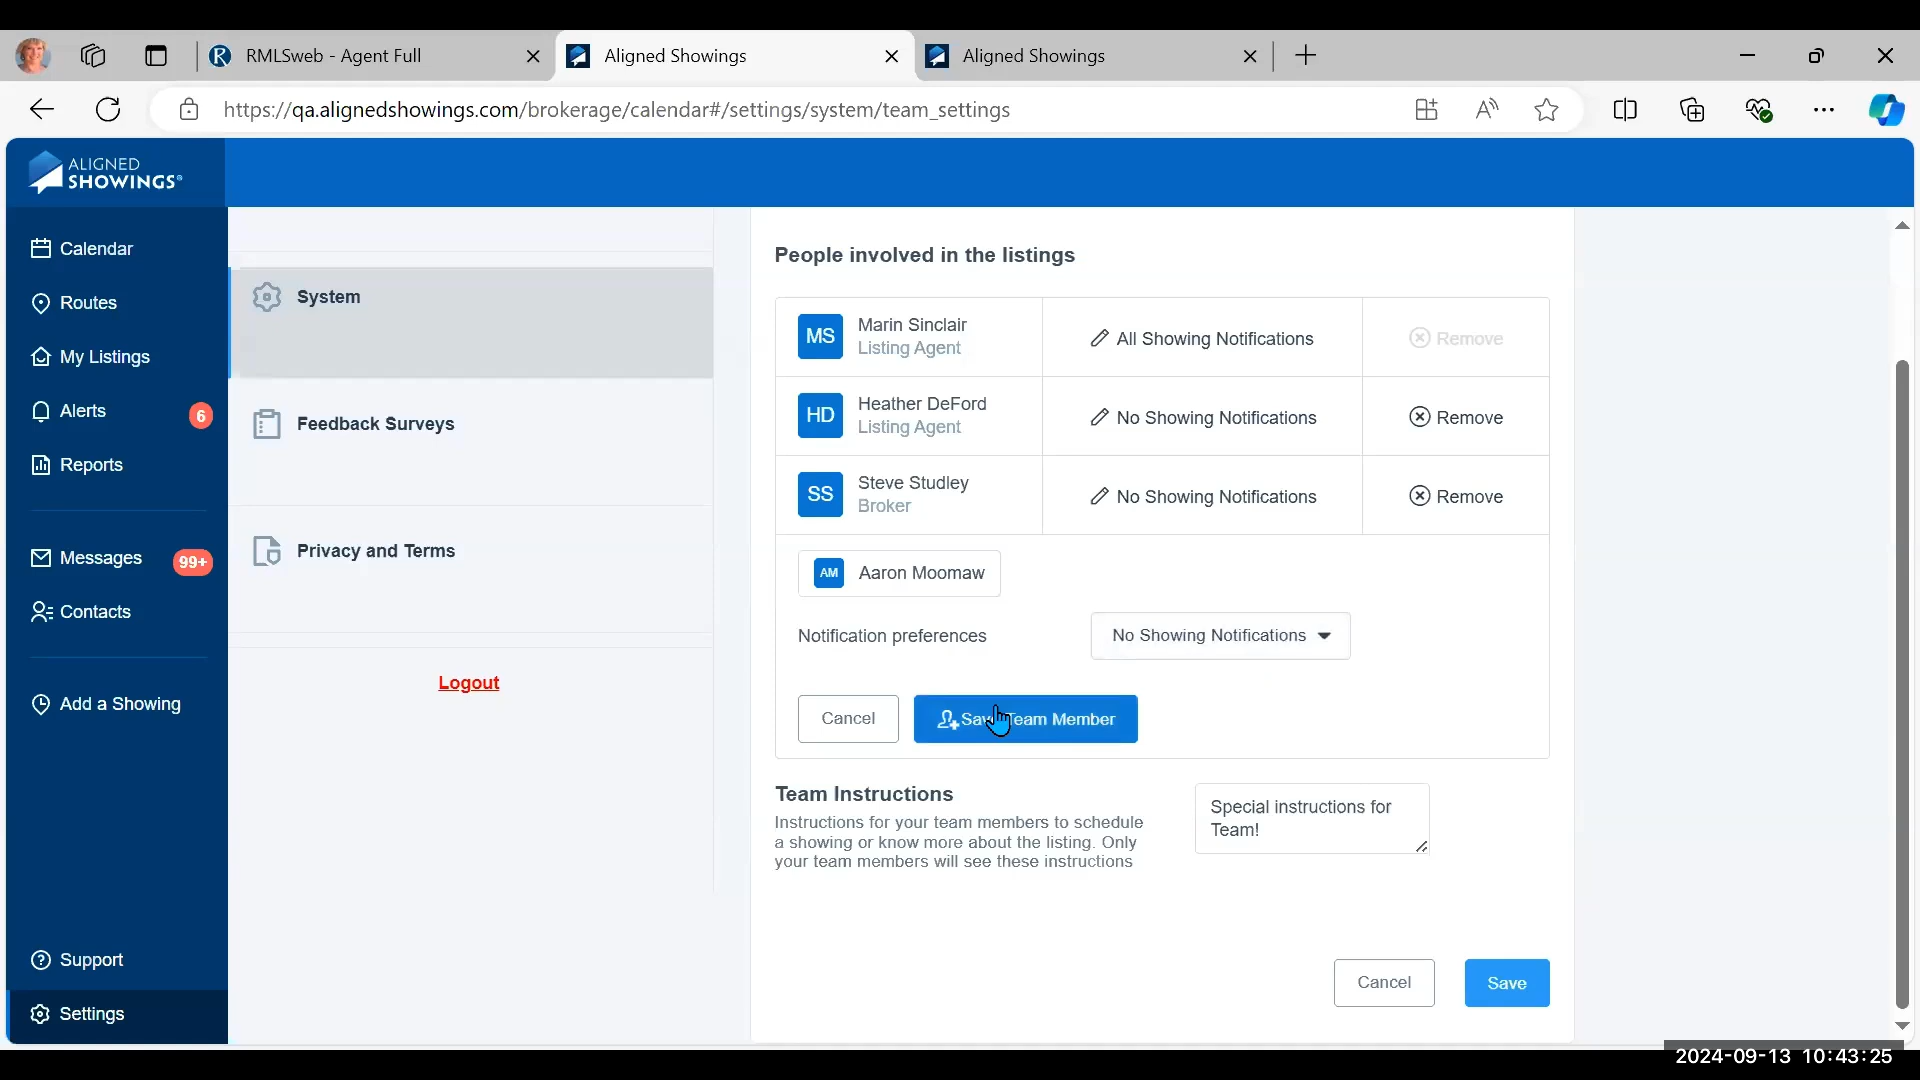 RMLSweb - Agent Full
Aligned Showings
Aligned Showings
https://qa.alignedshowings.com/brokerage/calendar#/settings/system/team_settings
ALIGNED
SHOWINGS®
Calendar
Routes
My Listings
Alerts 6
Reports
Messages 99+
Contacts
Add a Showing
Support
Settings
System
Feedback Surveys
Privacy and Terms
Logout
People involved in the listings
MS Marin Sinclair
Listing Agent
All Showing Notifications
Remove
HD Heather DeFord
Listing Agent
No Showing Notifications
Remove
SS Steve Studley
Broker
No Showing Notifications
Remove
AM Aaron Moomaw
Notification preferences
No Showing Notifications
Cancel
Save Team Member
Team Instructions
Instructions for your team members to schedule
a showing or know more about the listing. Only
your team members will see these instructions
Special instructions for
Team!
Cancel
Save
2024-09-13 10:43:25